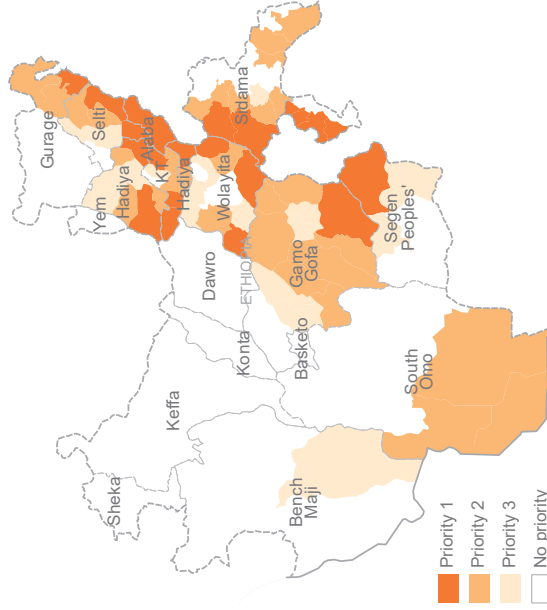 Gurage
Selti
Alaba
KT
Yem
Hadiya
Hadiya
Sidama
Wolayita
Dawro
ETHIOPIA
Gamo
Gofa
Segen
Peoples'
Konta
Basketo
Keffa
Sheka
Bench
Maji
South
Omo
Priority 1
Priority 2
Priority 3
No priority